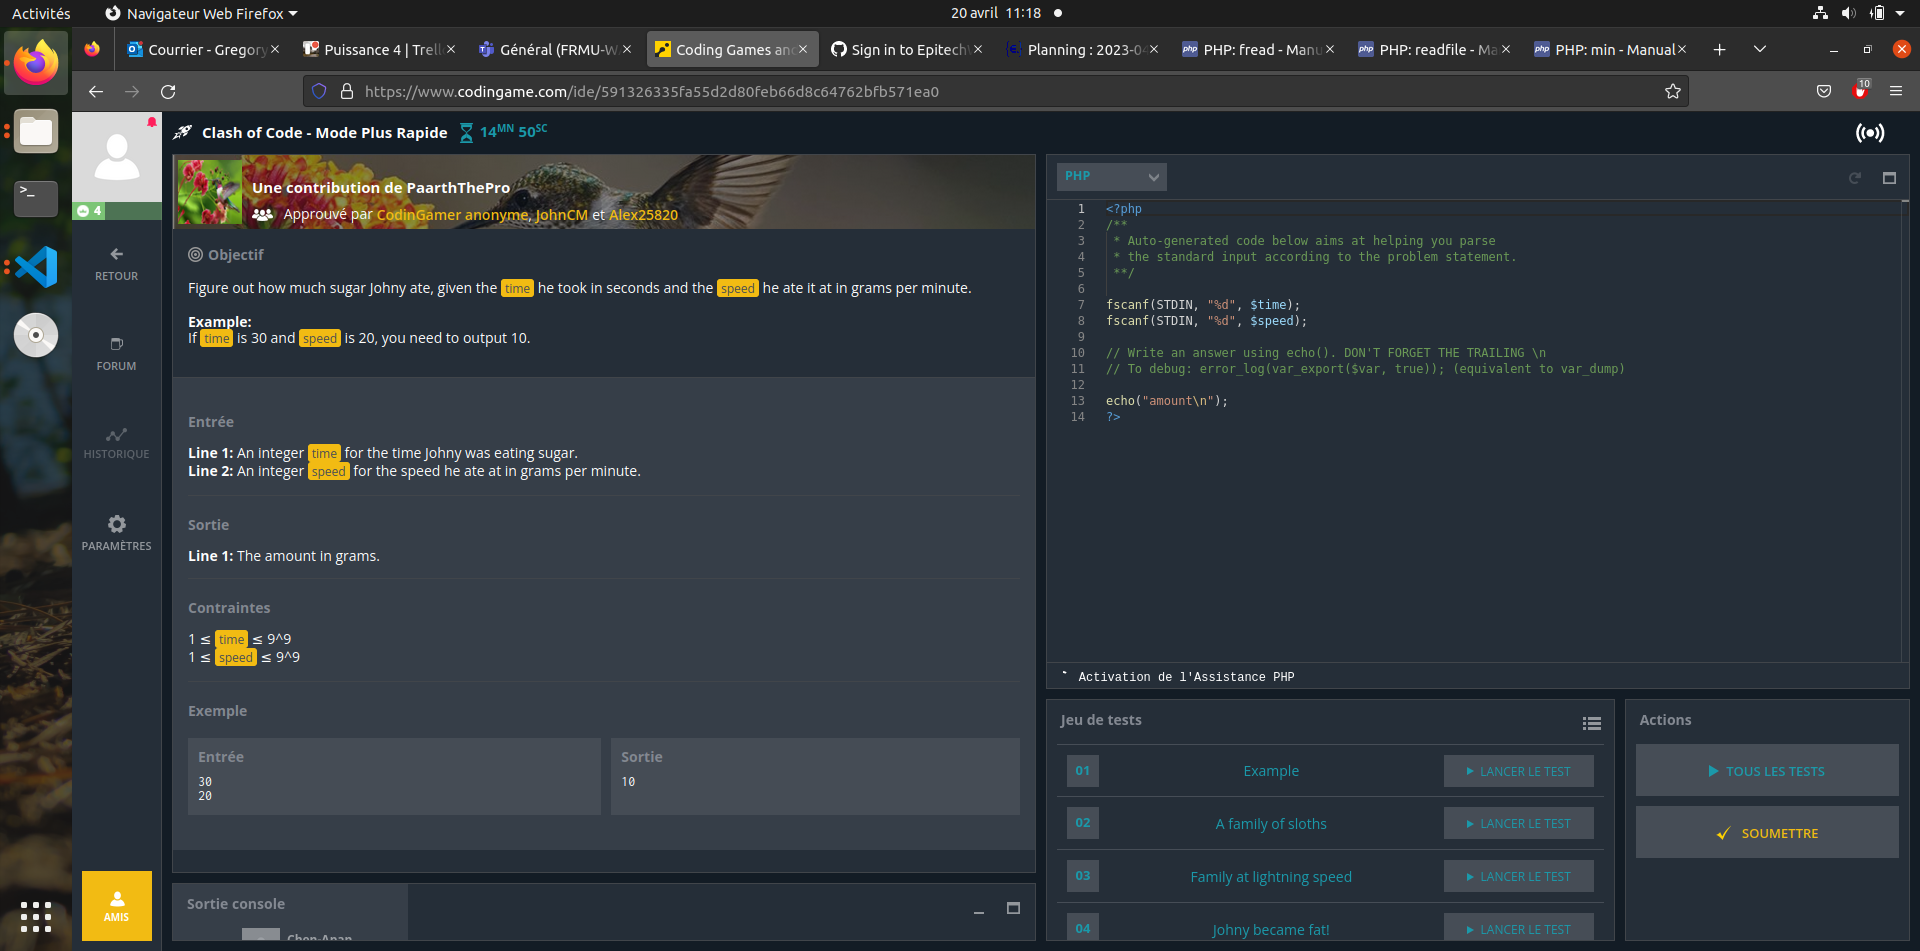 Activités
Navigateur Web Firefox
20 avril 11:18
Courrier - Gregory
Puissance 4 | Trell
Général (FRMU-W
Coding Games an
Sign in to Epitech
Planning : 2023-04
PHP: fread - Manu
PHP: readfile - Ma
PHP: min - Manual
https://www.codingame.com/ide/591326335fa55d2d80feb66d8c64762bfb571ea0
10
Clash of Code - Mode Plus Rapide
14MN 50SC
4
RETOUR
FORUM
HISTORIQUE
PARAMÈTRES
AMIS
Une contribution de PaarthThePro
Approuvé par CodinGamer anonyme, JohnCM et Alex25820
Objectif
Figure out how much sugar Johny ate, given the time he took in seconds and the speed he ate it at in grams per minute.
Example:
If time is 30 and speed is 20, you need to output 10.
Entrée
Line 1: An integer time for the time Johny was eating sugar.
Line 2: An integer speed for the speed he ate at in grams per minute.
Sortie
Line 1: The amount in grams.
Contraintes
1 ≤ time ≤ 9^9
1 ≤ speed ≤ 9^9
Exemple
Entrée
30
20
Sortie
10
Sortie console
Chen-Anan
PHP
1 <?php
2 /**
3 * Auto-generated code below aims at helping you parse
4 * the standard input according to the problem statement.
5 **/
6
7 fscanf(STDIN, "%d", $time);
8 fscanf(STDIN, "%d", $speed);
9
10 // Write an answer using echo(). DON'T FORGET THE TRAILING \n
11 // To debug: error_log(var_export($var, true)); (equivalent to var_dump)
12
13 echo("amount\n");
14 ?>
Activation de l'Assistance PHP
Jeu de tests
01 Example LANCER LE TEST
02 A family of sloths LANCER LE TEST
03 Family at lightning speed LANCER LE TEST
04 Johny became fat! LANCER LE TEST
Actions
TOUS LES TESTS
SOUMETTRE